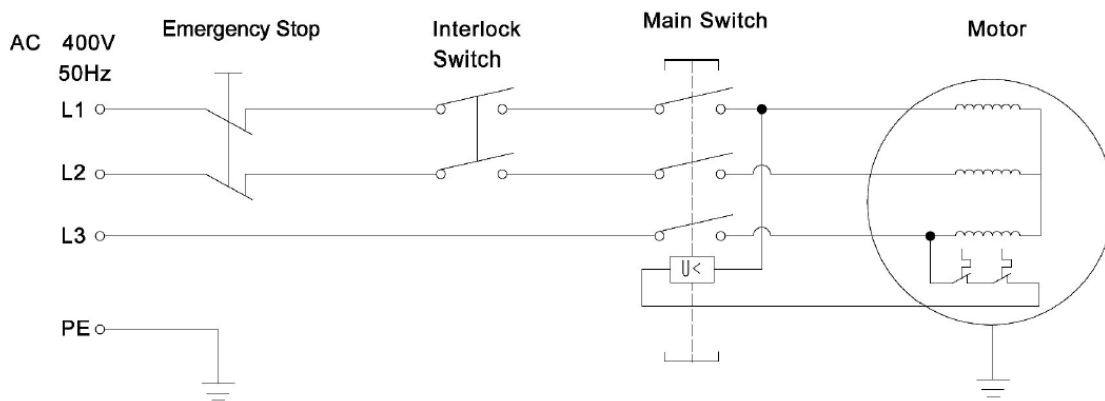 Emergency Stop
Interlock
Switch
Main Switch
Motor
AC 400V
50Hz
L1
L2
L3
U<
PE